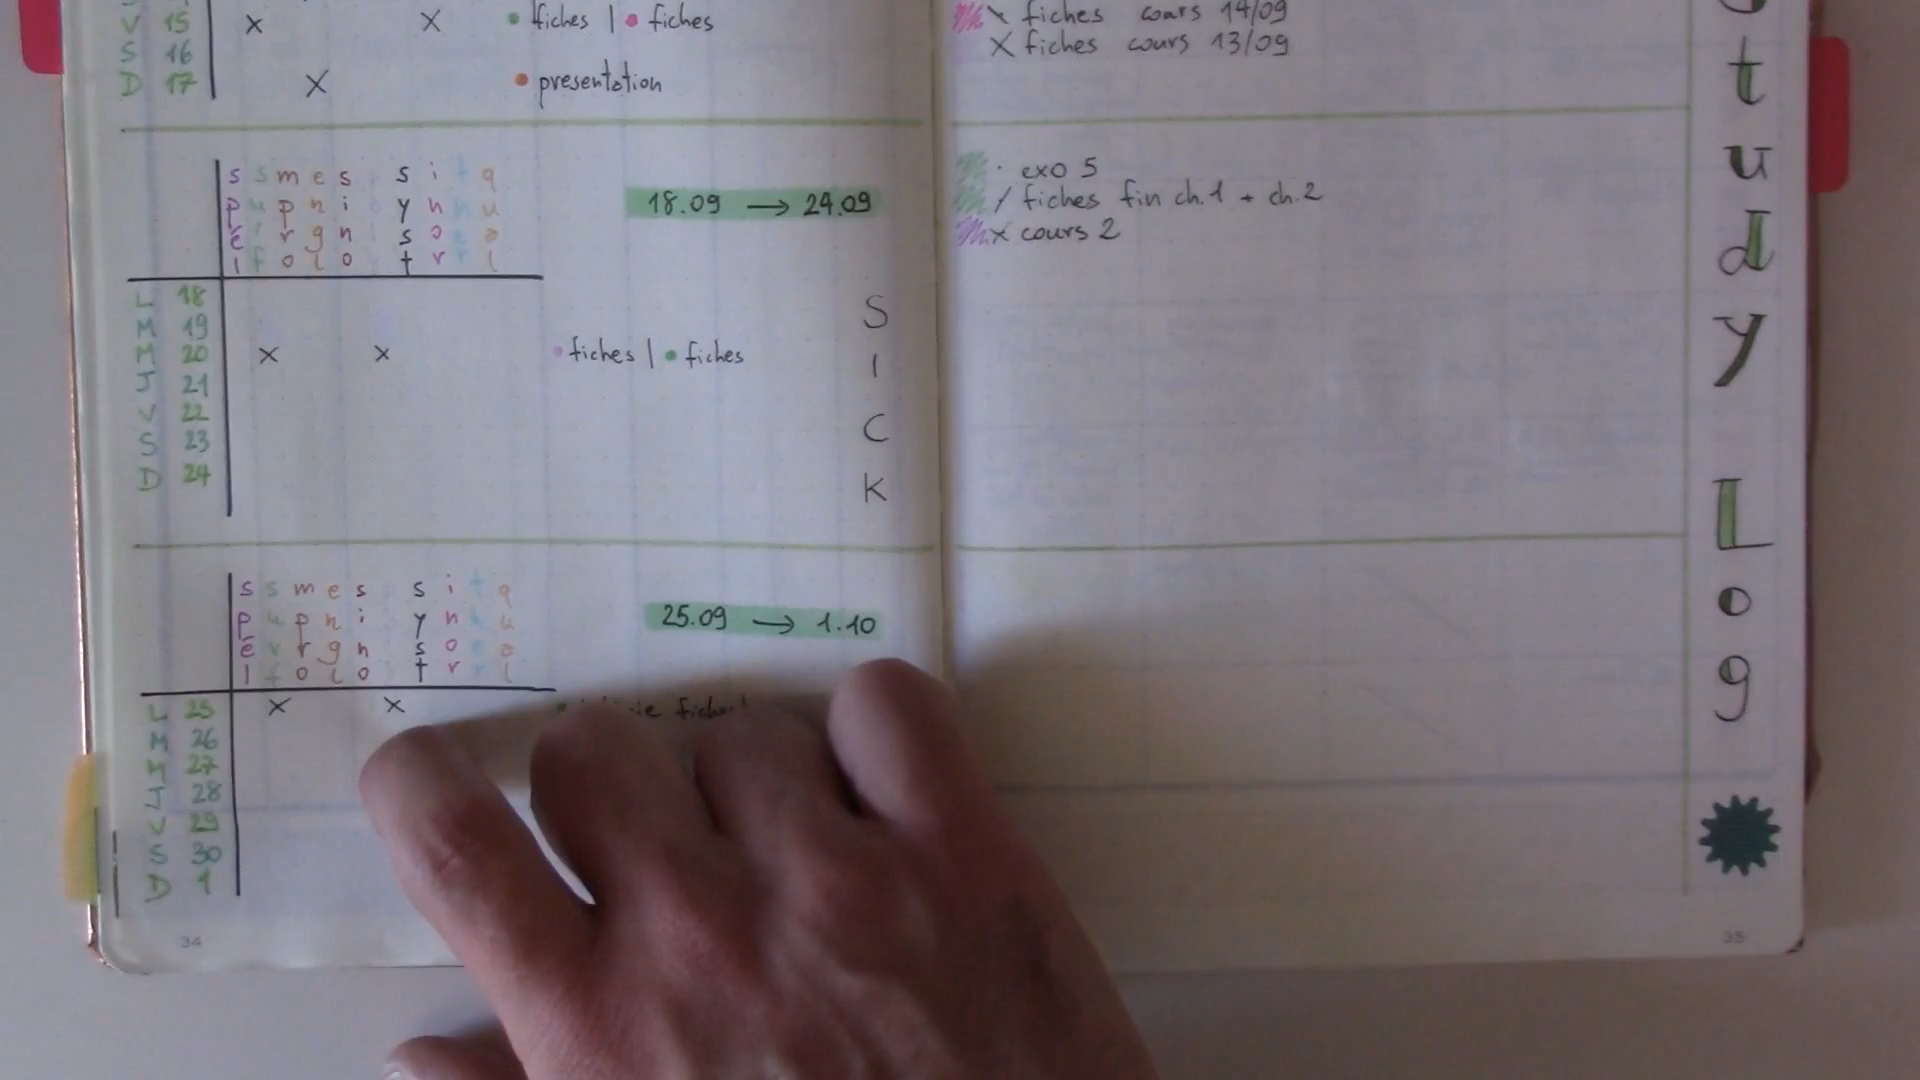 V 15 X X • fiches | • fiches
S 16
D 17 X • presentation
s s m e s s i t q
p u p n i y n h u
é r r g n s o e a
l f o l o t r r l
18.09 → 24.09
L 18
M 19
M 20 X X • fiches | • fiches
J 21
V 22
S 23
D 24
S
I
C
K
s s m e s s i t q
p u p n i y n h u
é r r g n s o e a
l f o l o t r r l
25.09 → 1.10
L 25 X X
M 26
M 27
J 28
V 29
S 30
D 1
34
\ fiches cours 14/09
X fiches cours 13/09
· exo 5
/ fiches fin ch.1 + ch.2
X cours 2
tudy
Log
35